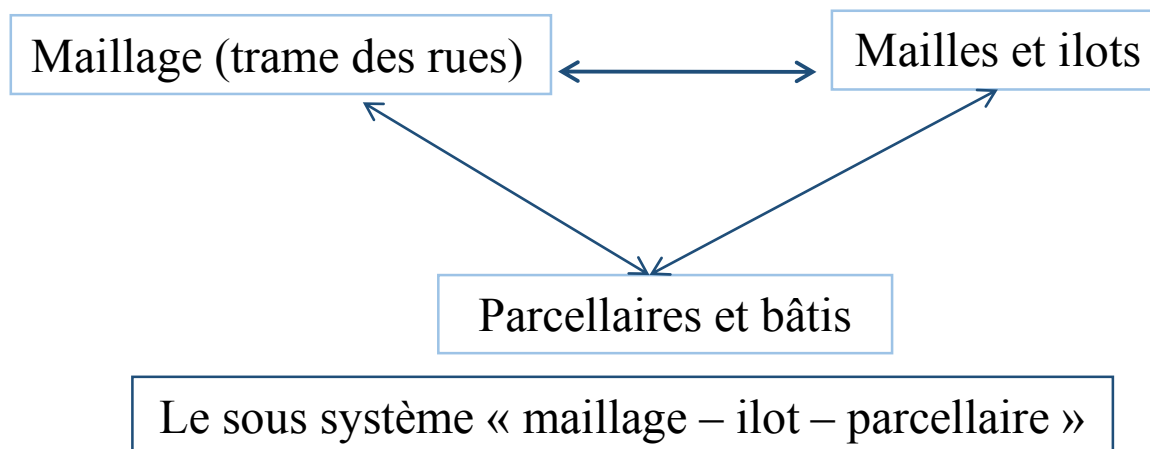 Maillage (trame des rues)
Mailles et ilots
Parcellaires et bâtis
Le sous système « maillage – ilot – parcellaire »